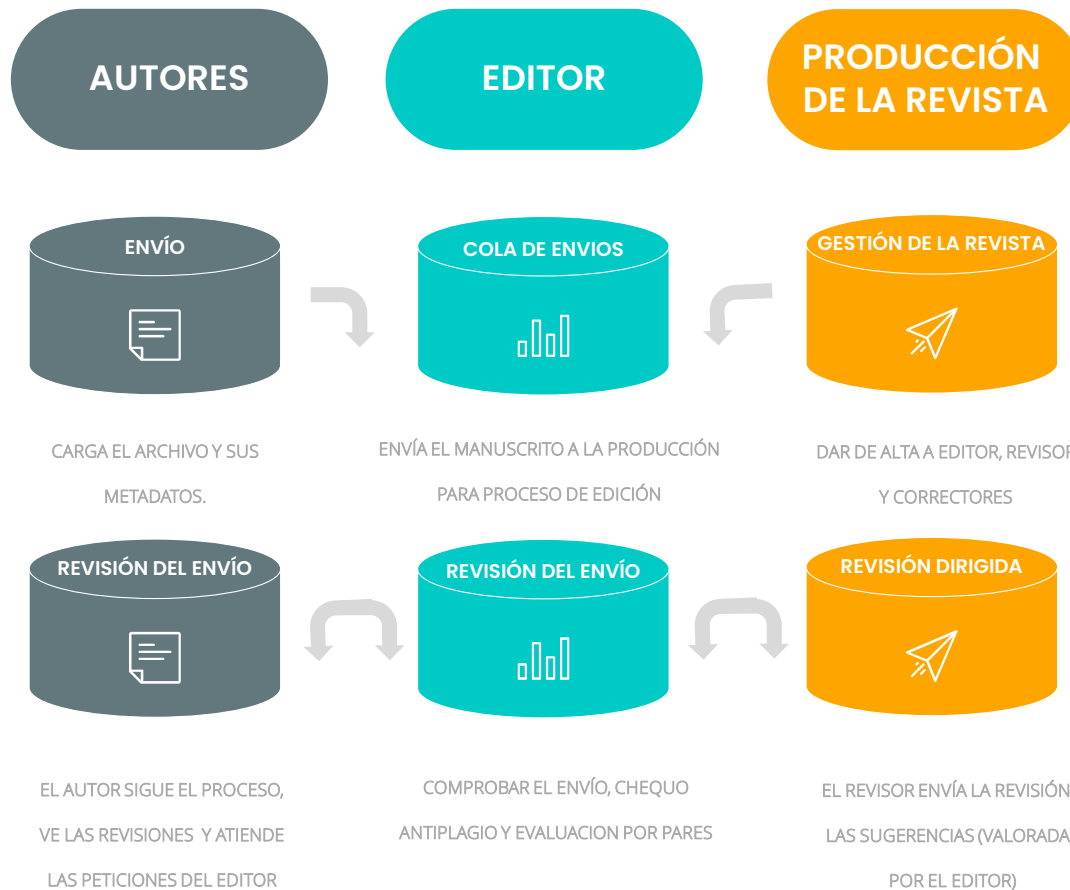 AUTORES
EDITOR
PRODUCCIÓN
DE LA REVISTA
ENVÍO
COLA DE ENVIOS
GESTIÓN DE LA REVISTA
CARGA EL ARCHIVO Y SUS
METADATOS.
ENVÍA EL MANUSCRITO A LA PRODUCCIÓN
PARA PROCESO DE EDICIÓN
DAR DE ALTA A EDITOR, REVISOR
Y CORRECTORES
REVISIÓN DEL ENVÍO
REVISIÓN DEL ENVÍO
REVISIÓN DIRIGIDA
EL AUTOR SIGUE EL PROCESO,
VE LAS REVISIONES Y ATIENDE
LAS PETICIONES DEL EDITOR
COMPROBAR EL ENVÍO, CHEQUO
ANTIPLAGIO Y EVALUACION POR PARES
EL REVISOR ENVÍA LA REVISIÓN
LAS SUGERENCIAS (VALORADA
POR EL EDITOR)